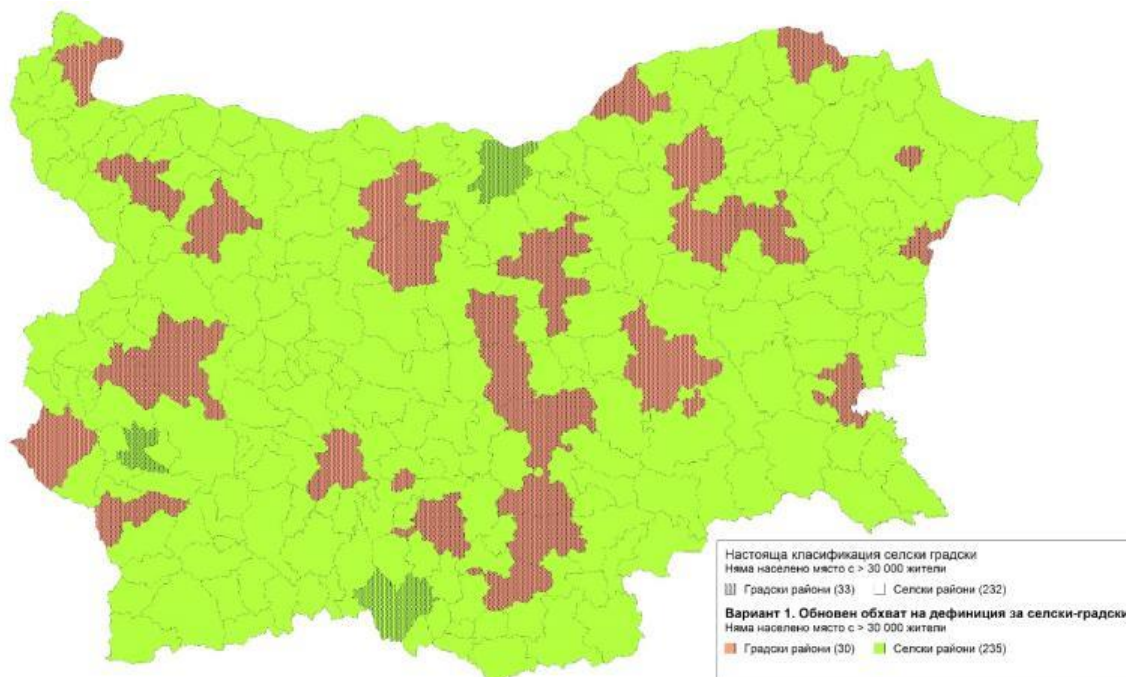 Настояща класификация селски градски
Няма населено място с > 30 000 жители
Градски райони (33) Селски райони (232)
Вариант 1. Обновен обхват на дефиниция за селски-градски
Няма населено място с > 30 000 жители
Градски райони (30) Селски райони (235)